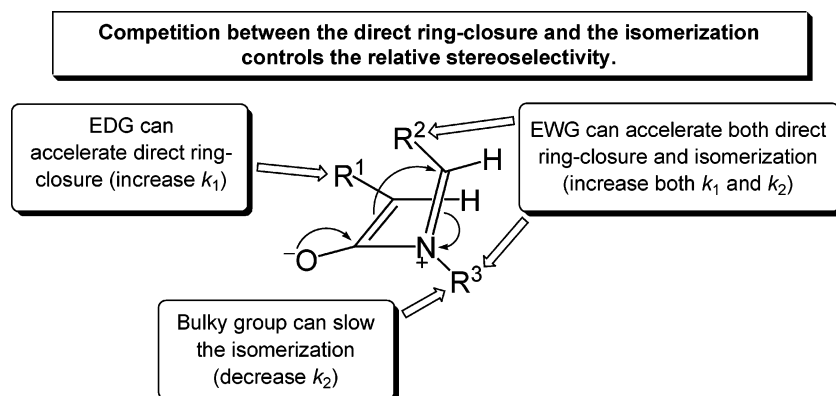 Competition between the direct ring-closure and the isomerization
controls the relative stereoselectivity.
EDG can
accelerate direct ring-
closure (increase k₁)
EWG can accelerate both direct
ring-closure and isomerization
(increase both k₁ and k₂)
R²
H
R¹
H
⁻O
N
+
R³
Bulky group can slow
the isomerization
(decrease k₂)